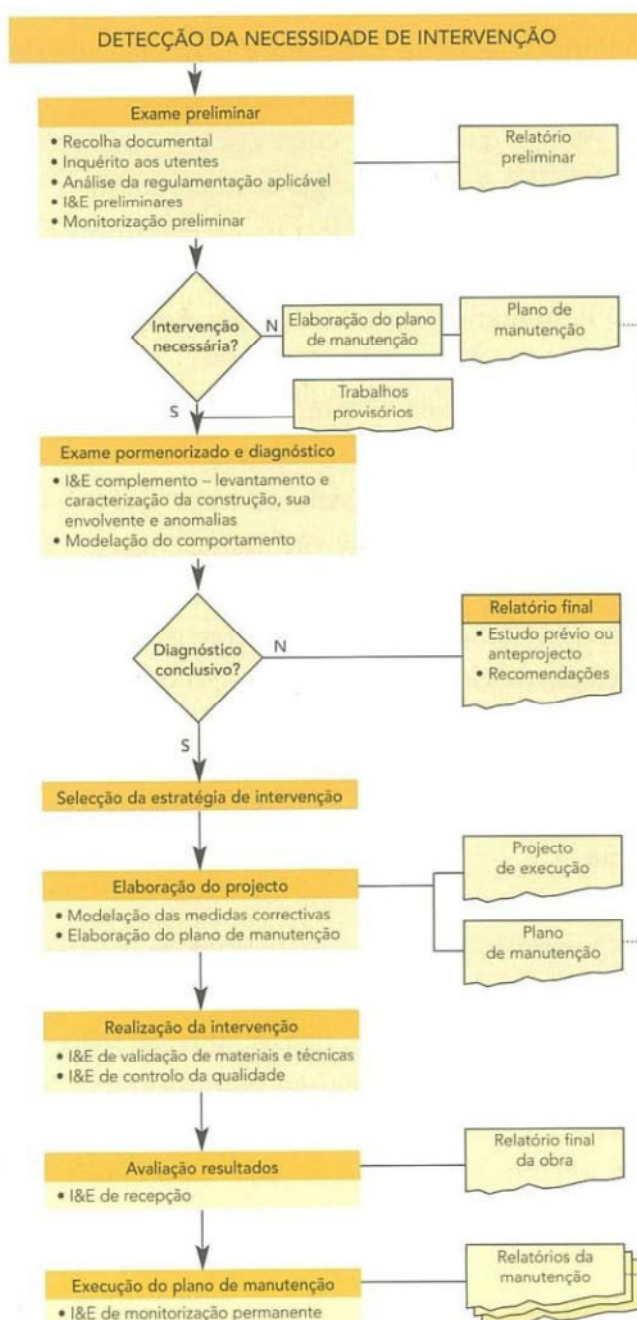 DETECÇÃO DA NECESSIDADE DE INTERVENÇÃO
Exame preliminar
• Recolha documental
• Inquérito aos utentes
• Análise da regulamentação aplicável
• I&E preliminares
• Monitorização preliminar
Relatório
preliminar
Intervenção
necessária?
N
Elaboração do plano
de manutenção
Plano de
manutenção
S
Trabalhos
provisórios
Exame pormenorizado e diagnóstico
• I&E complemento – levantamento e
caracterização da construção, sua
envolvente e anomalias
• Modelação do comportamento
Diagnóstico
conclusivo?
N
Relatório final
• Estudo prévio ou
anteprojecto
• Recomendações
S
Selecção da estratégia de intervenção
Elaboração do projecto
• Modelação das medidas correctivas
• Elaboração do plano de manutenção
Projecto
de execução
Plano
de manutenção
Realização da intervenção
• I&E de validação de materiais e técnicas
• I&E de controlo da qualidade
Avaliação resultados
• I&E de recepção
Relatório final
da obra
Execução do plano de manutenção
• I&E de monitorização permanente
Relatórios da
manutenção